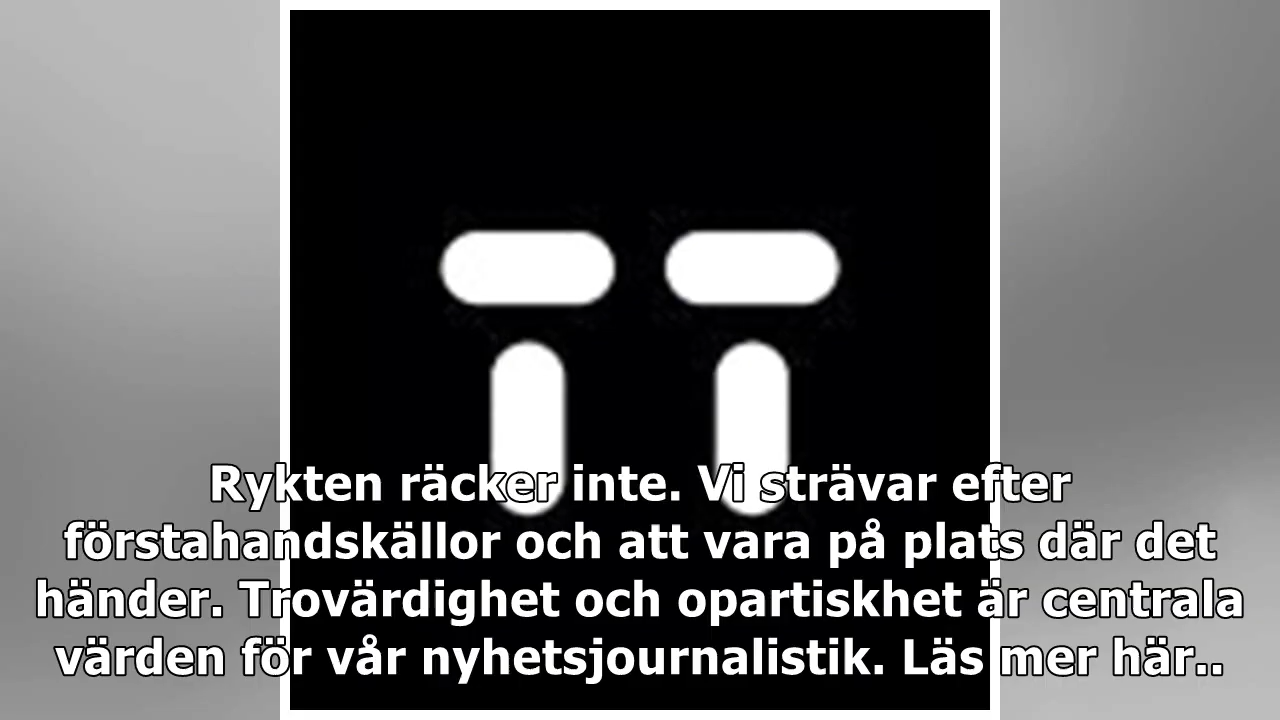 TT
Rykten räcker inte. Vi strävar efter
förstahandskällor och att vara på plats där det
händer. Trovärdighet och opartiskhet är centrala
värden för vår nyhetsjournalistik. Läs mer här..